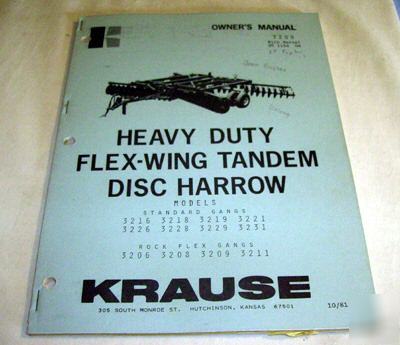 OWNER'S MANUAL
HEAVY DUTY
FLEX-WING TANDEM
DISC HARROW
MODELS
STANDARD GANGS
3216 3218 3219 3221
3226 3228 3229 3231
ROCK FLEX GANGS
3206 3208 3209 3211
KRAUSE
305 SOUTH MONROE ST. HUTCHINSON, KANSAS 67501
10/81